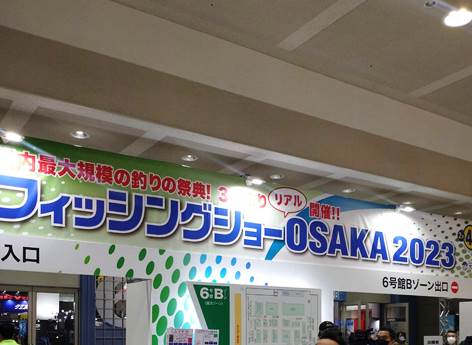 内最大規模の釣りの祭典! 3
リアル
開催!!
フィッシングショーOSAKA 2023
入口
6号館Bゾーン出口
6 B